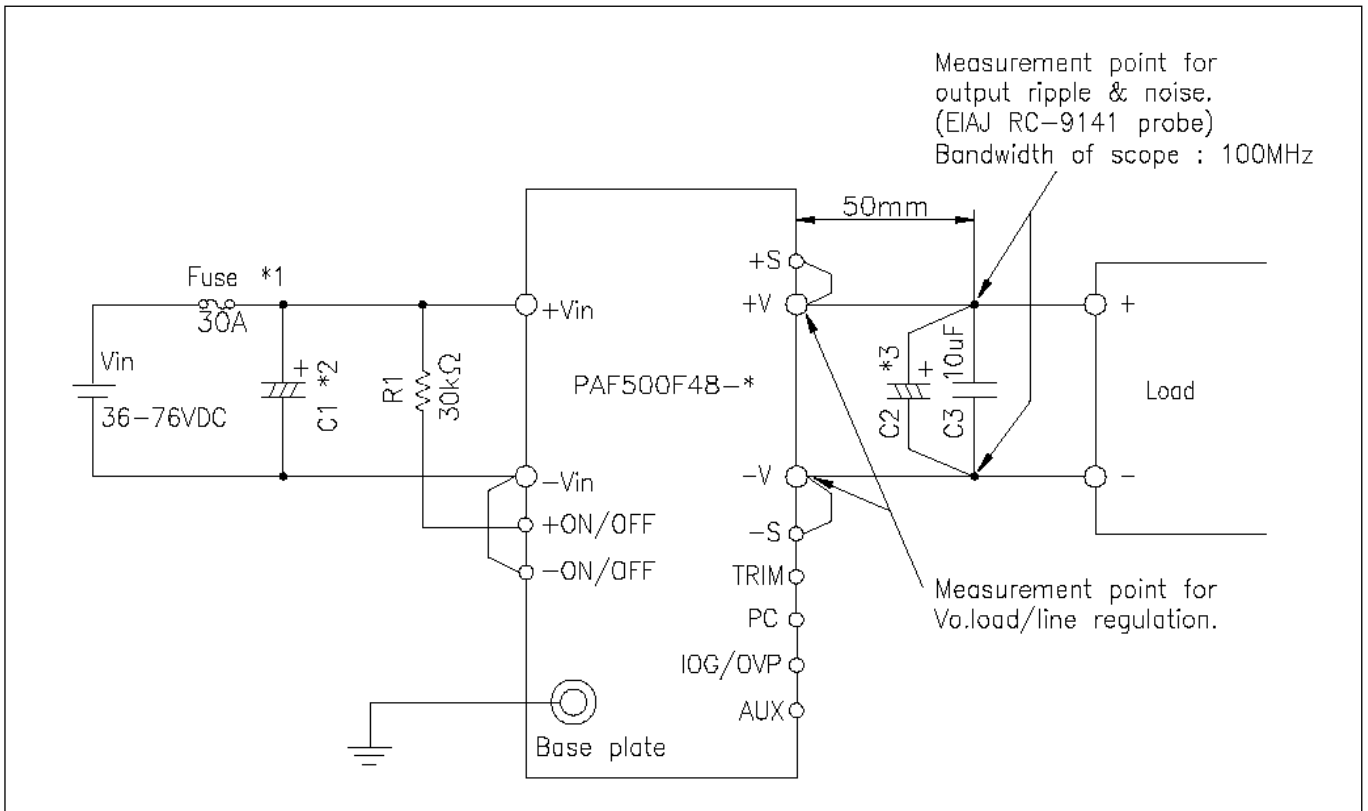 Measurement point for
output ripple & noise.
(EIAJ RC-9141 probe)
Bandwidth of scope : 100MHz
50mm
Fuse *1
30A
Vin
36-76VDC
C1 *2
R1
30kΩ
+Vin
-Vin
+ON/OFF
-ON/OFF
PAF500F48-*
Base plate
+S
+V
-V
-S
TRIM
PC
IOG/OVP
AUX
+
*3
+
C2
10uF
C3
+
-
Load
Measurement point for
Vo.load/line regulation.